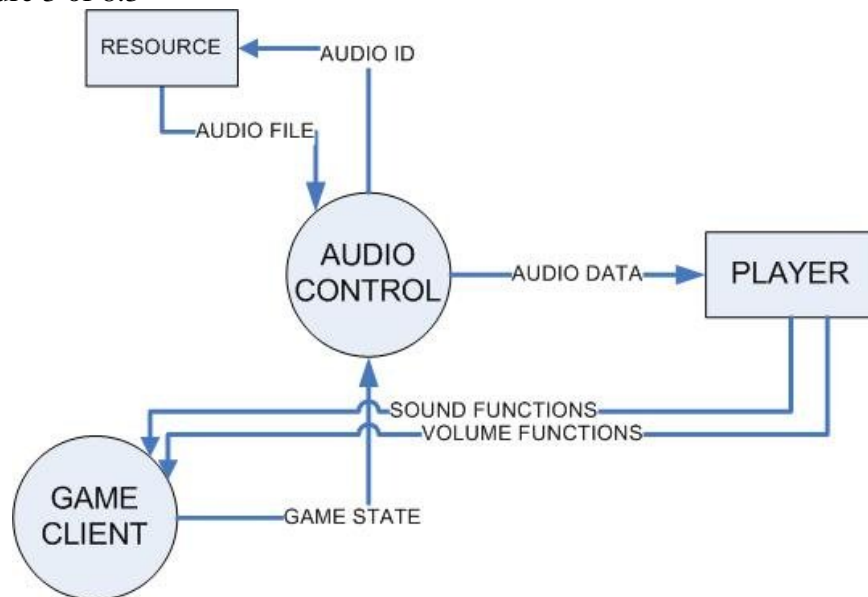 RESOURCE
AUDIO ID
AUDIO FILE
AUDIO
CONTROL
AUDIO DATA
PLAYER
SOUND FUNCTIONS
VOLUME FUNCTIONS
GAME
CLIENT
GAME STATE